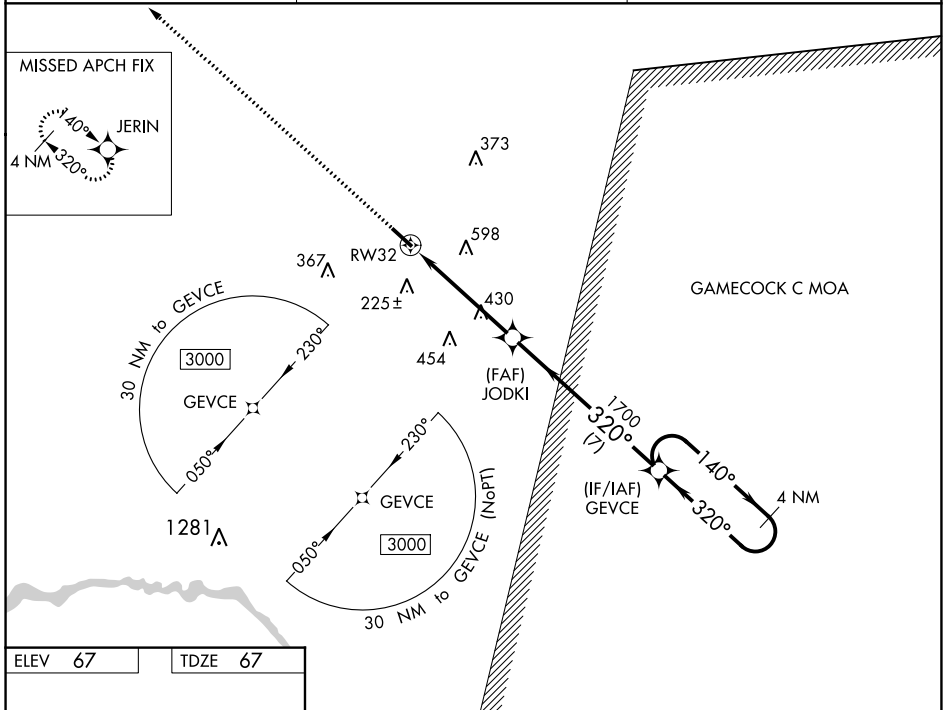 MISSED APCH FIX
140°
JERIN
4 NM
320°
373
598
RW32
367
225±
430
GAMECOCK C MOA
454
(FAF)
JODKI
30 NM to GEVCE
3000
230°
GEVCE
050°
1700
320°
(7)
140°
4 NM
320°
(IF/IAF)
GEVCE
230°
GEVCE
050°
3000
30 NM to GEVCE (NoPT)
1281
ELEV 67
TDZE 67